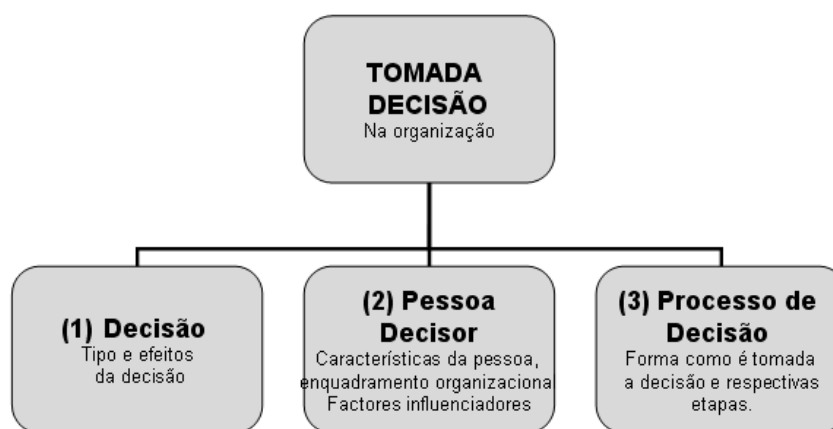 TOMADA
DECISÃO
Na organização
(1) Decisão
Tipo e efeitos
da decisão
(2) Pessoa
Decisor
Características da pessoa,
enquadramento organizacional
Factores influenciadores
(3) Processo de
Decisão
Forma como é tomada
a decisão e respectivas
etapas.